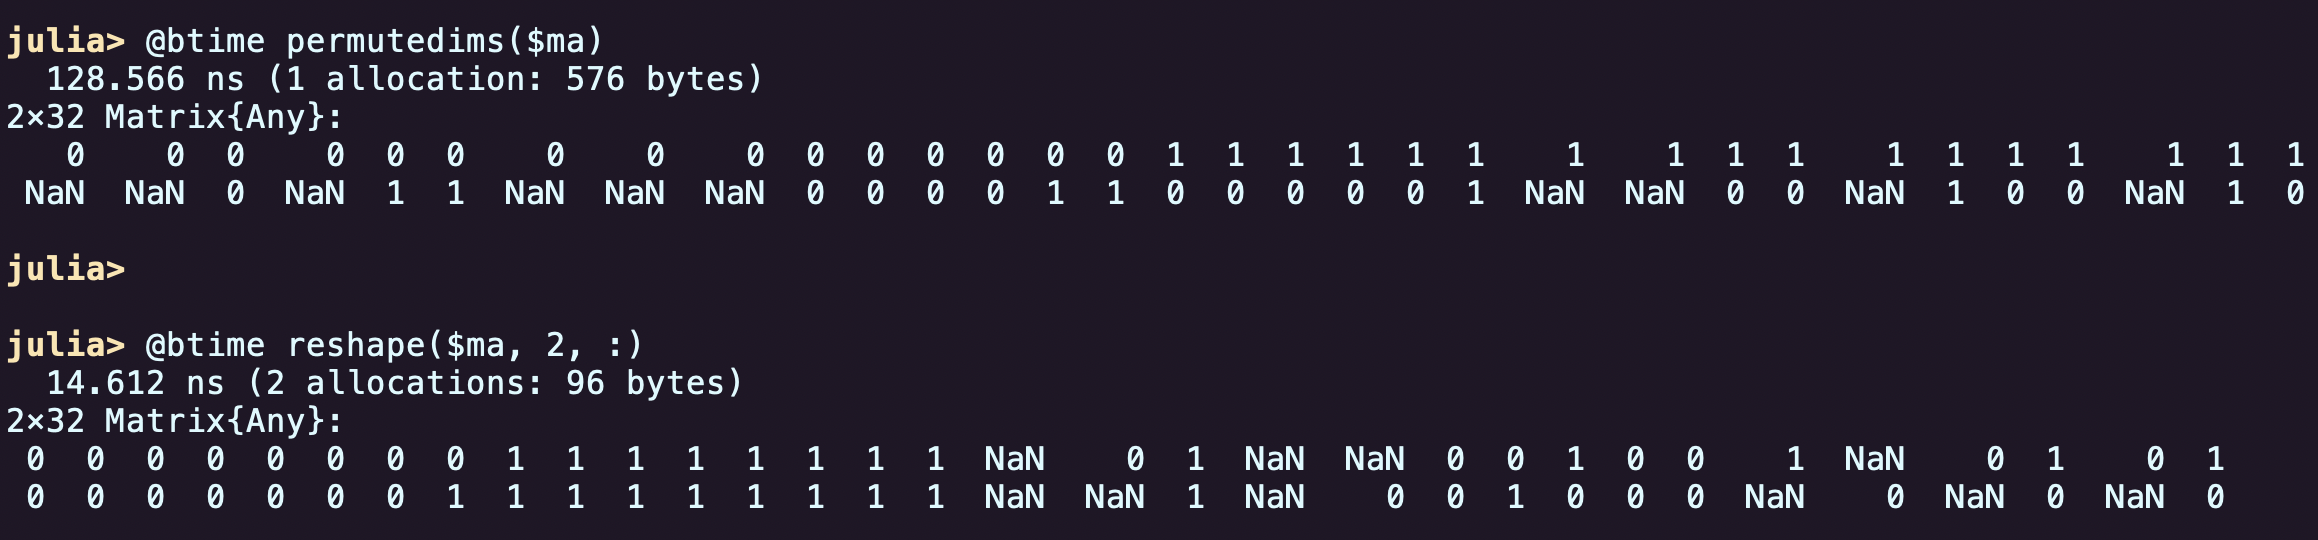 julia> @btime permutedims($ma)
  128.566 ns (1 allocation: 576 bytes)
2×32 Matrix{Any}:
   0    0  0    0  0  0    0    0    0  0  0  0  0  0  0  1  1  1  1  1  1    1    1  1  1    1  1  1  1    1  1  1
 NaN  NaN  0  NaN  1  1  NaN  NaN  NaN  0  0  0  0  1  1  0  0  0  0  0  1  NaN  NaN  0  0  NaN  1  0  0  NaN  1  0
julia>
julia> @btime reshape($ma, 2, :)
  14.612 ns (2 allocations: 96 bytes)
2×32 Matrix{Any}:
 0  0  0  0  0  0  0  0  1  1  1  1  1  1  1  1  NaN    0  1  NaN  NaN  0  0  1  0  0    1  NaN    0  1    0  1
 0  0  0  0  0  0  0  1  1  1  1  1  1  1  1  1  NaN  NaN  1  NaN    0  0  1  0  0  0  NaN    0  NaN  0  NaN  0